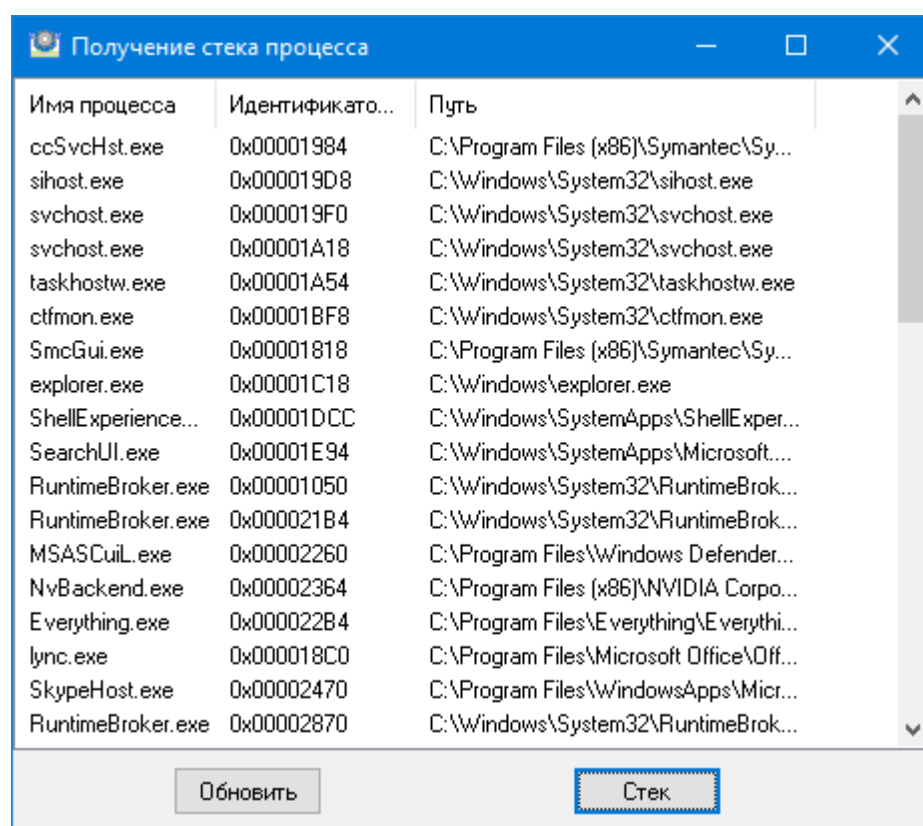 Получение стека процесса
Имя процесса Идентификато... Путь
ccSvcHst.exe 0x00001984 C:\Program Files (x86)\Symantec\Sy...
sihost.exe 0x000019D8 C:\Windows\System32\sihost.exe
svchost.exe 0x000019F0 C:\Windows\System32\svchost.exe
svchost.exe 0x00001A18 C:\Windows\System32\svchost.exe
taskhostw.exe 0x00001A54 C:\Windows\System32\taskhostw.exe
ctfmon.exe 0x00001BF8 C:\Windows\System32\ctfmon.exe
SmcGui.exe 0x00001818 C:\Program Files (x86)\Symantec\Sy...
explorer.exe 0x00001C18 C:\Windows\explorer.exe
ShellExperience... 0x00001DCC C:\Windows\SystemApps\ShellExper...
SearchUI.exe 0x00001E94 C:\Windows\SystemApps\Microsoft....
RuntimeBroker.exe 0x00001050 C:\Windows\System32\RuntimeBrok...
RuntimeBroker.exe 0x000021B4 C:\Windows\System32\RuntimeBrok...
MSASCuiL.exe 0x00002260 C:\Program Files\Windows Defender...
NvBackend.exe 0x00002364 C:\Program Files (x86)\NVIDIA Corpo...
Everything.exe 0x000022B4 C:\Program Files\Everything\Everythi...
lync.exe 0x000018C0 C:\Program Files\Microsoft Office\Off...
SkypeHost.exe 0x00002470 C:\Program Files\WindowsApps\Micr...
RuntimeBroker.exe 0x00002870 C:\Windows\System32\RuntimeBrok...
Обновить Стек